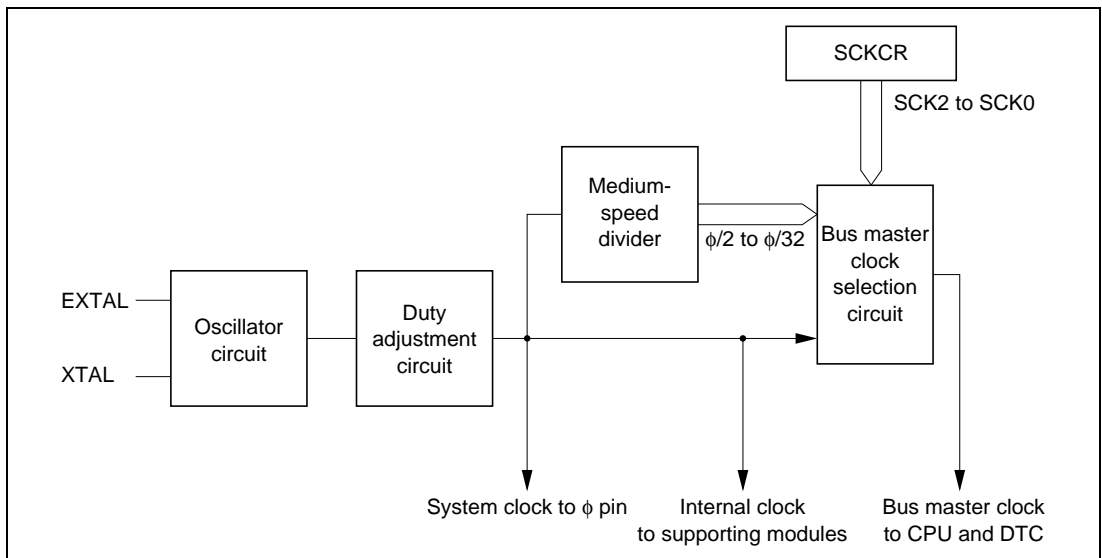 SCKCR
SCK2 to SCK0
Medium-
speed
divider
ϕ/2 to ϕ/32
Bus master
clock
selection
circuit
EXTAL
XTAL
Oscillator
circuit
Duty
adjustment
circuit
System clock to ϕ pin
Internal clock
to supporting modules
Bus master clock
to CPU and DTC